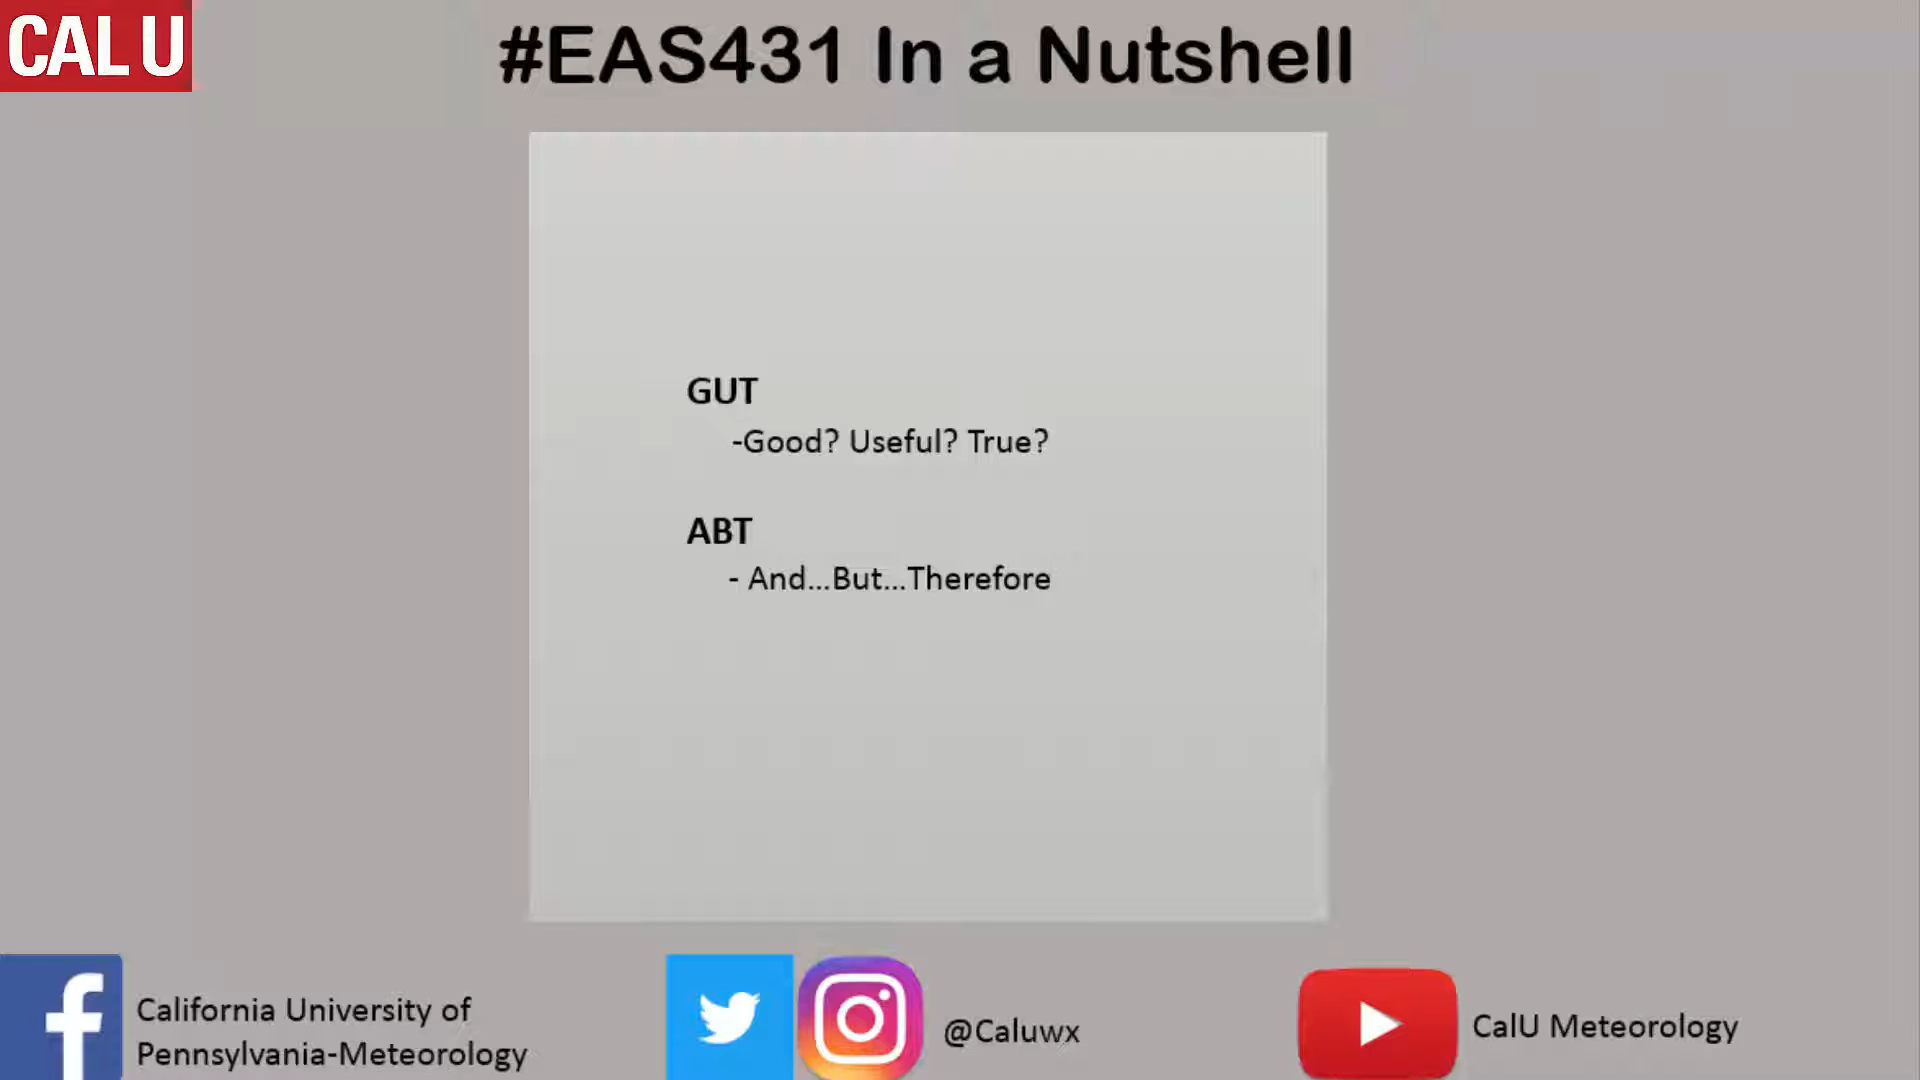 CAL U
#EAS431 In a Nutshell
GUT
-Good? Useful? True?
ABT
- And...But...Therefore
California University of
Pennsylvania-Meteorology
@Caluwx
CalU Meteorology